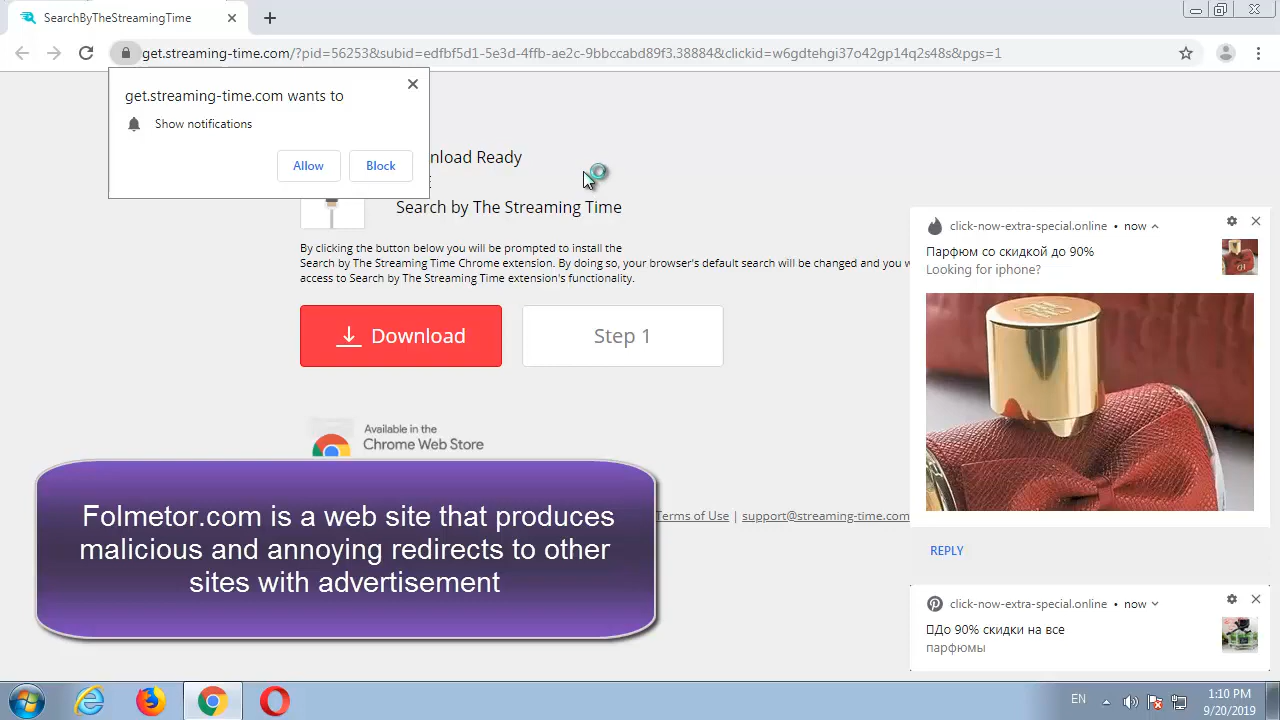 SearchByTheStreamingTime
get.streaming-time.com/?pid=56253&subid=edfbf5d1-5e3d-4ffb-ae2c-9bbccabd89f3.38884&clickid=w6gdtehgi37o42gp14q2s48s&pgs=1
get.streaming-time.com wants to
Show notifications
Allow
Block
nload Ready
Search by The Streaming Time
By clicking the button below you will be prompted to install the
Search by The Streaming Time Chrome extension. By doing so, your browser's default search will be changed and you w
access to Search by The Streaming Time extension's functionality.
Download
Step 1
Available in the
Chrome Web Store
Terms of Use | support@streaming-time.com
Folmetor.com is a web site that produces
malicious and annoying redirects to other
sites with advertisement
click-now-extra-special.online • now
Парфюм со скидкой до 90%
Looking for iphone?
REPLY
click-now-extra-special.online • now
До 90% скидки на все
парфюмы
EN
1:10 PM
9/20/2019